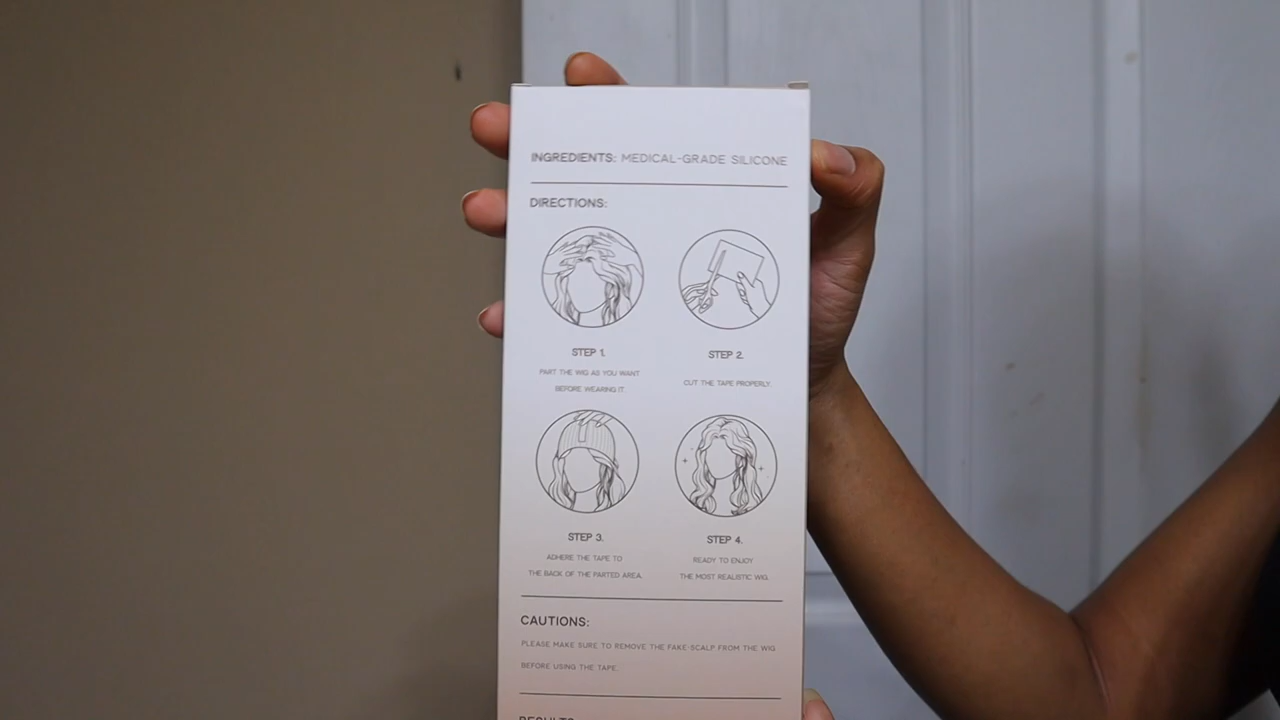 INGREDIENTS: MEDICAL-GRADE SILICONE
DIRECTIONS:
STEP 1.
PART THE WIG AS YOU WANT
BEFORE WEARING IT.
STEP 2.
CUT THE TAPE PROPERLY.
STEP 3.
ADHERE THE TAPE TO
THE BACK OF THE PARTED AREA.
STEP 4.
READY TO ENJOY
THE MOST REALISTIC WIG.
CAUTIONS:
PLEASE MAKE SURE TO REMOVE THE FAKE-SCALP FROM THE WIG
BEFORE USING THE TAPE.
RESULTS